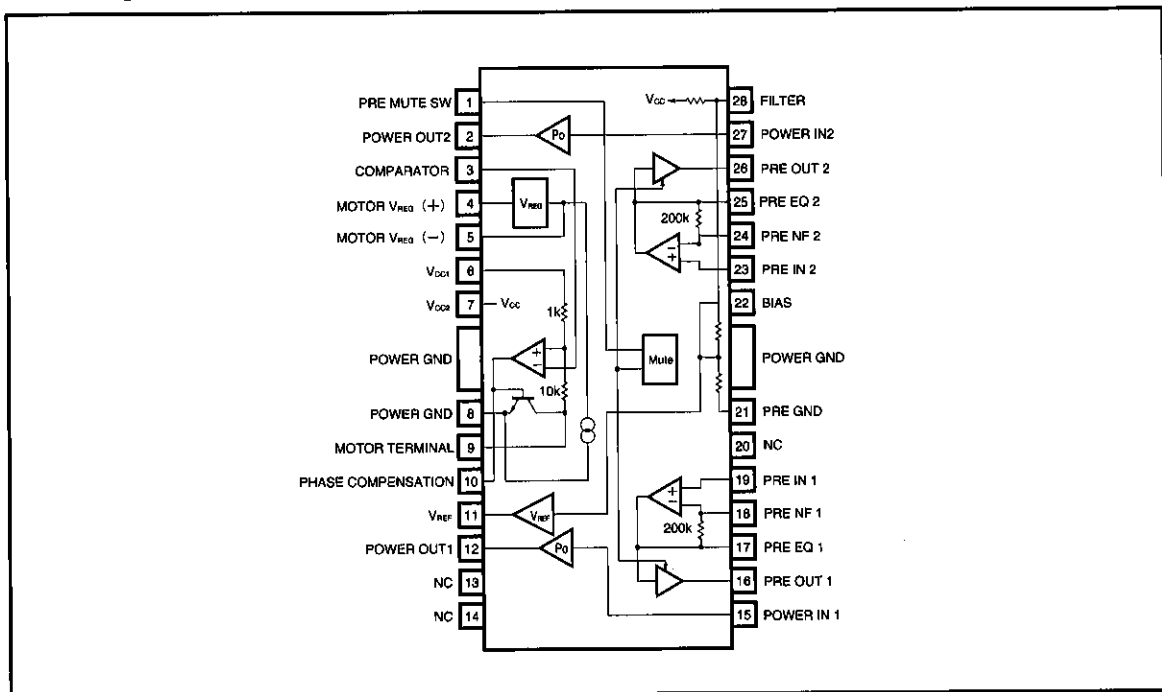 PRE MUTE SW 1
POWER OUT2 2
COMPARATOR 3
MOTOR VREG (+) 4
MOTOR VREG (−) 5
VCC1 6
VCC2 7
POWER GND
POWER GND 8
MOTOR TERMINAL 9
PHASE COMPENSATION 10
VREF 11
POWER OUT1 12
NC 13
NC 14
Po
VREG
VCC
1k
+
−
10k
VREF
Po
Mute
VCC
200k
−
+
+
−
200k
28 FILTER
27 POWER IN2
26 PRE OUT 2
25 PRE EQ 2
24 PRE NF 2
23 PRE IN 2
22 BIAS
POWER GND
21 PRE GND
20 NC
19 PRE IN 1
18 PRE NF 1
17 PRE EQ 1
16 PRE OUT 1
15 POWER IN 1